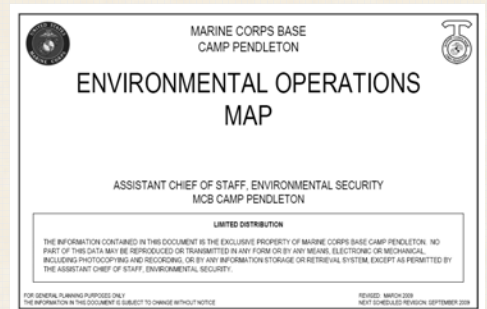 MARINE CORPS BASE
CAMP PENDLETON
ENVIRONMENTAL OPERATIONS
MAP
ASSISTANT CHIEF OF STAFF, ENVIRONMENTAL SECURITY
MCB CAMP PENDLETON
LIMITED DISTRIBUTION
THE INFORMATION CONTAINED IN THIS DOCUMENT IS THE EXCLUSIVE PROPERTY OF MARINE CORPS BASE CAMP PENDLETON. NO
PART OF THIS DATA MAY BE REPRODUCED OR TRANSMITTED IN ANY FORM OR BY ANY MEANS, ELECTRONIC OR MECHANICAL,
INCLUDING PHOTOCOPYING AND RECORDING, OR BY ANY INFORMATION STORAGE OR RETRIEVAL SYSTEM, EXCEPT AS PERMITTED BY
THE ASSISTANT CHIEF OF STAFF, ENVIRONMENTAL SECURITY.
FOR GENERAL PLANNING PURPOSES ONLY
THE INFORMATION IN THIS DOCUMENT IS SUBJECT TO CHANGE WITHOUT NOTICE
REVISED: MARCH 2009
NEXT SCHEDULED REVISION: SEPTEMBER 2009